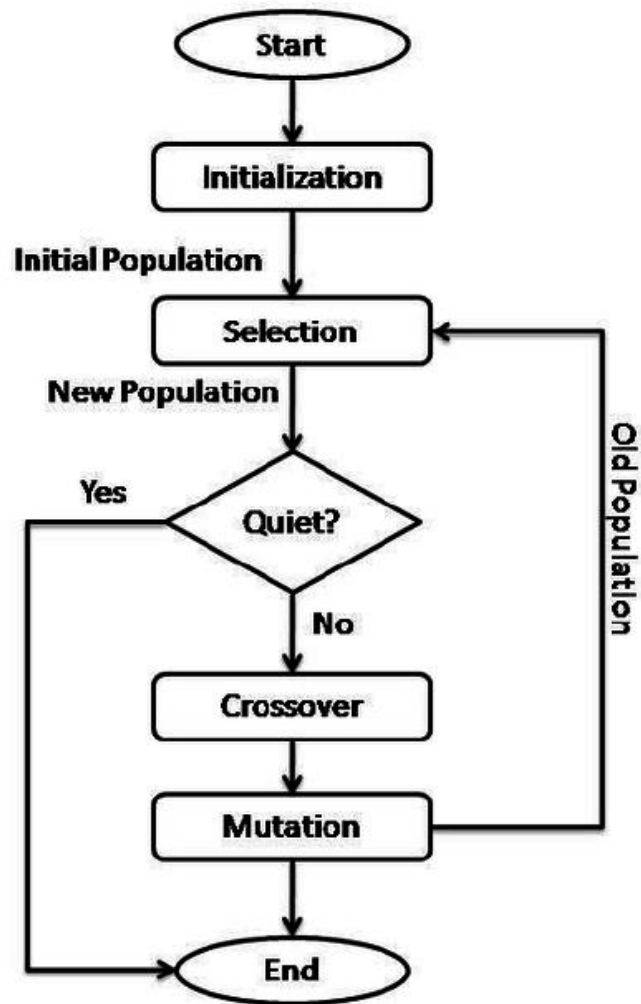 Start
Initialization
Initial Population
Selection
New Population
Yes
Quiet?
No
Old Population
Crossover
Mutation
End